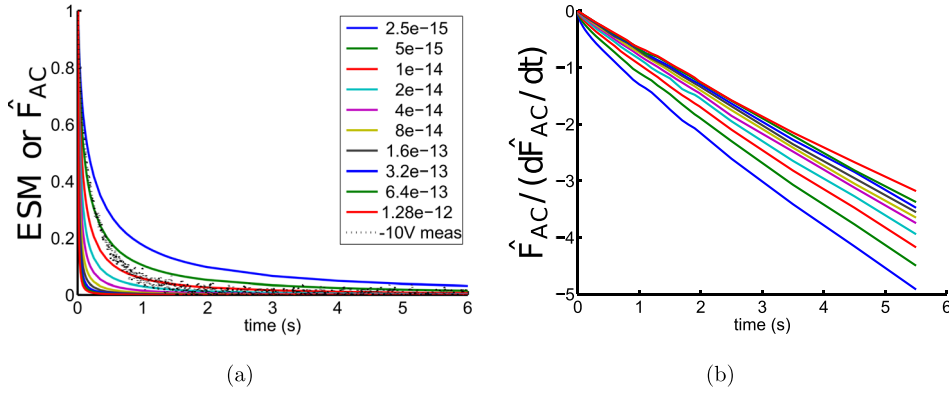 1
0.8
0.6
0.4
0.2
0
ESM or F̂_AC
0 1 2 3 4 5 6
time (s)
2.5e−15
5e−15
1e−14
2e−14
4e−14
8e−14
1.6e−13
3.2e−13
6.4e−13
1.28e−12
-10V meas
(a)
0
−1
−2
−3
−4
−5
F̂_AC/(dF̂_AC/dt)
0 1 2 3 4 5 6
time (s)
(b)